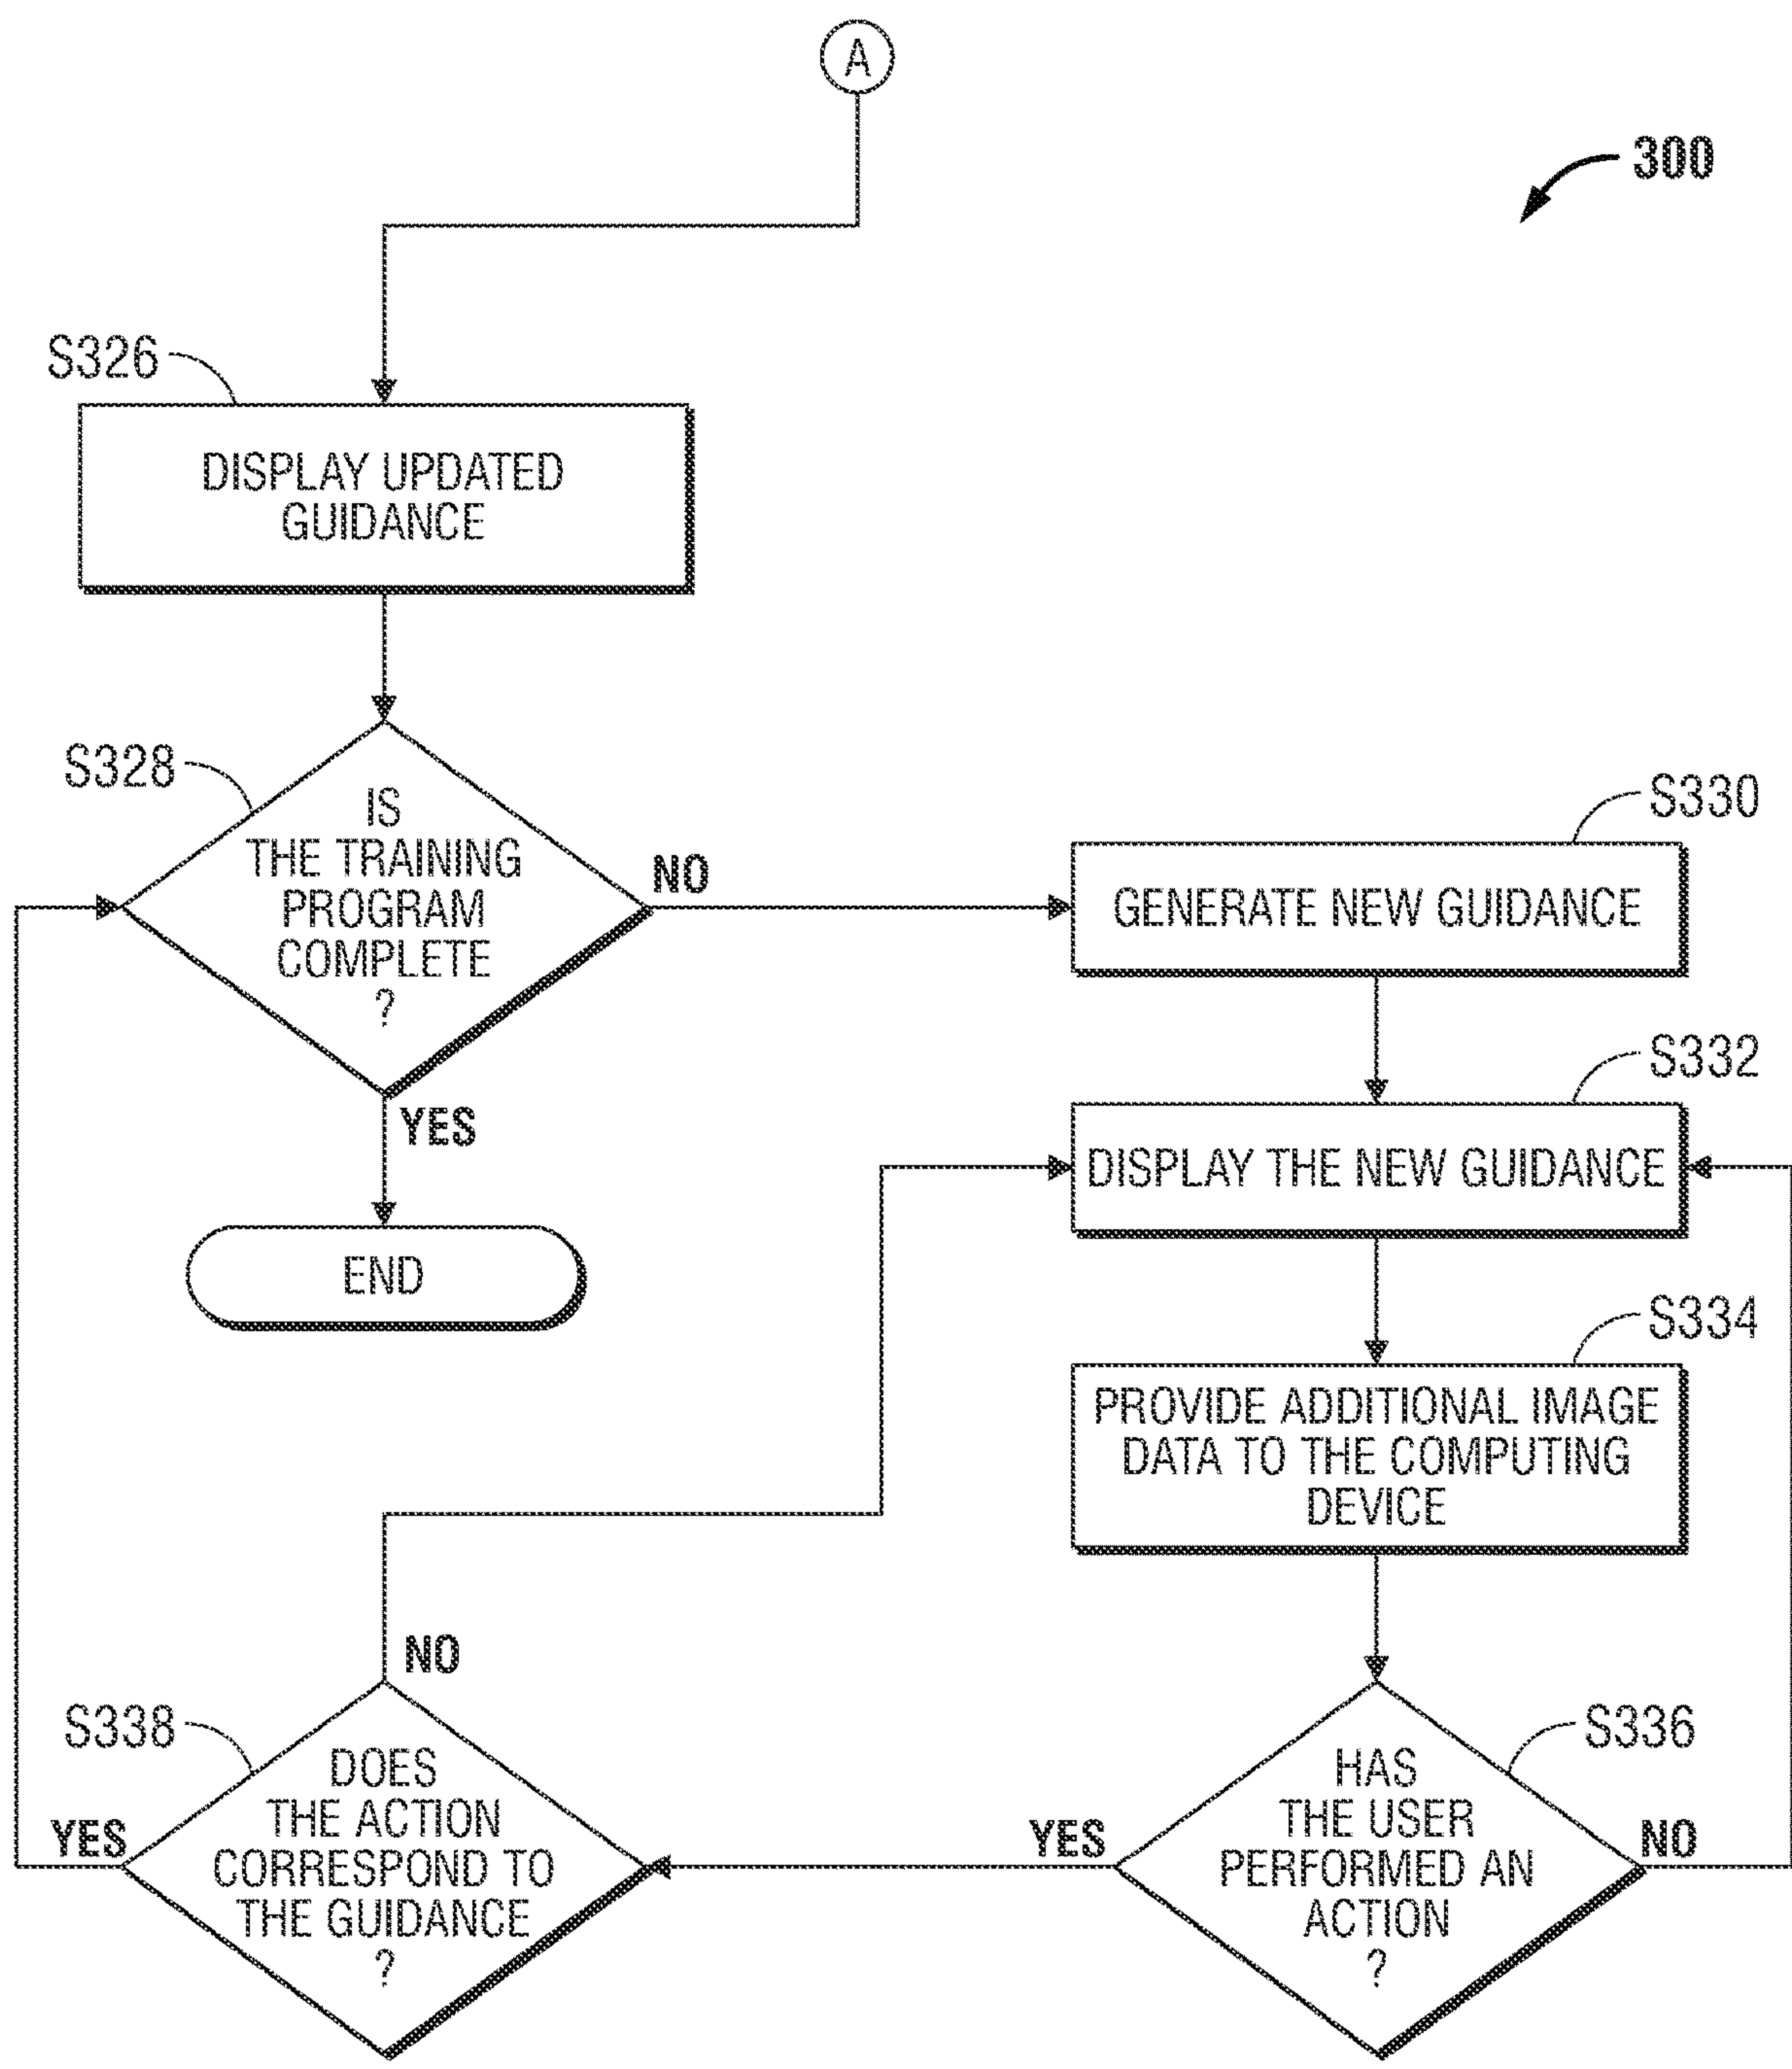 A
300
S326
DISPLAY UPDATED
GUIDANCE
S328
IS
THE TRAINING
PROGRAM
COMPLETE
?
NO
YES
END
S330
GENERATE NEW GUIDANCE
S332
DISPLAY THE NEW GUIDANCE
S334
PROVIDE ADDITIONAL IMAGE
DATA TO THE COMPUTING
DEVICE
S336
HAS
THE USER
PERFORMED AN
ACTION
?
NO
YES
S338
DOES
THE ACTION
CORRESPOND TO
THE GUIDANCE
?
NO
YES